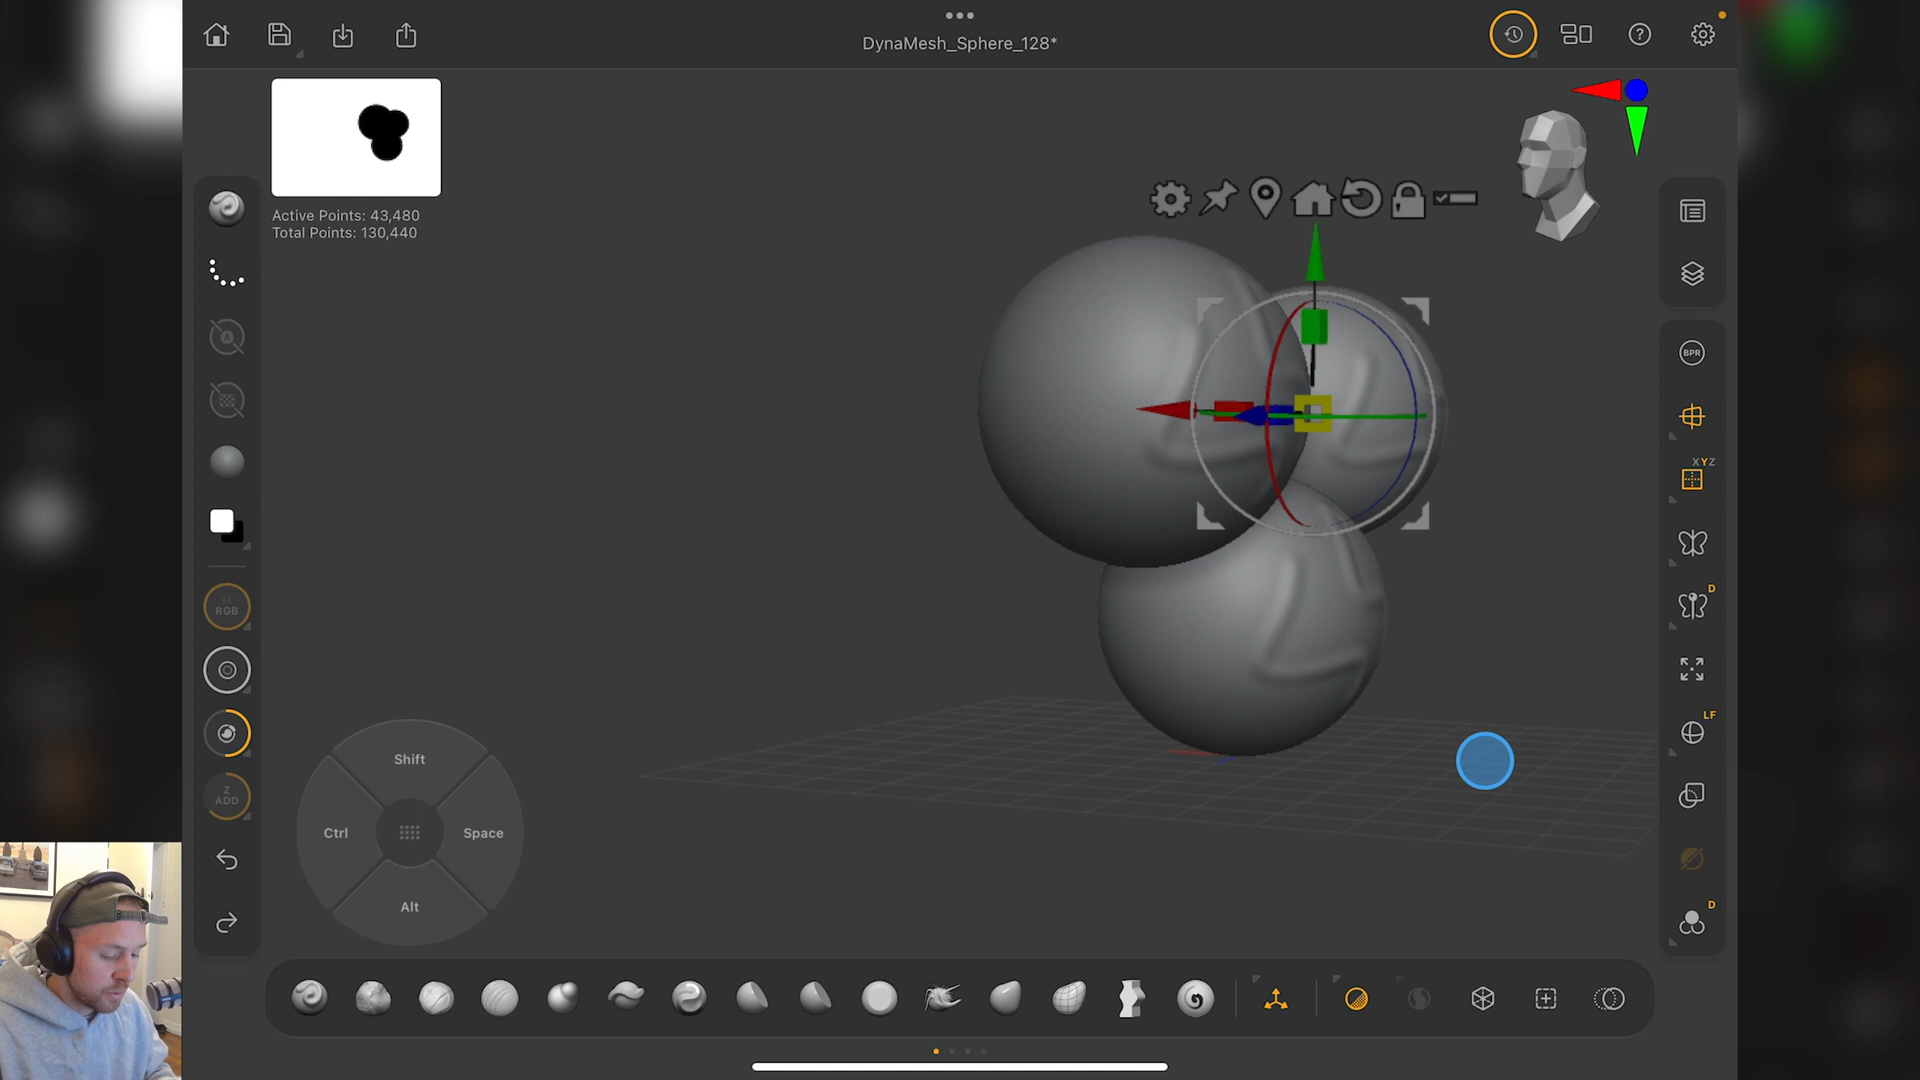 DynaMesh_Sphere_128*
Active Points: 43,480
Total Points: 130,440
BPR
XYZ
D
M
RGB
LF
Z
ADD
Shift
Ctrl
Space
Alt
D